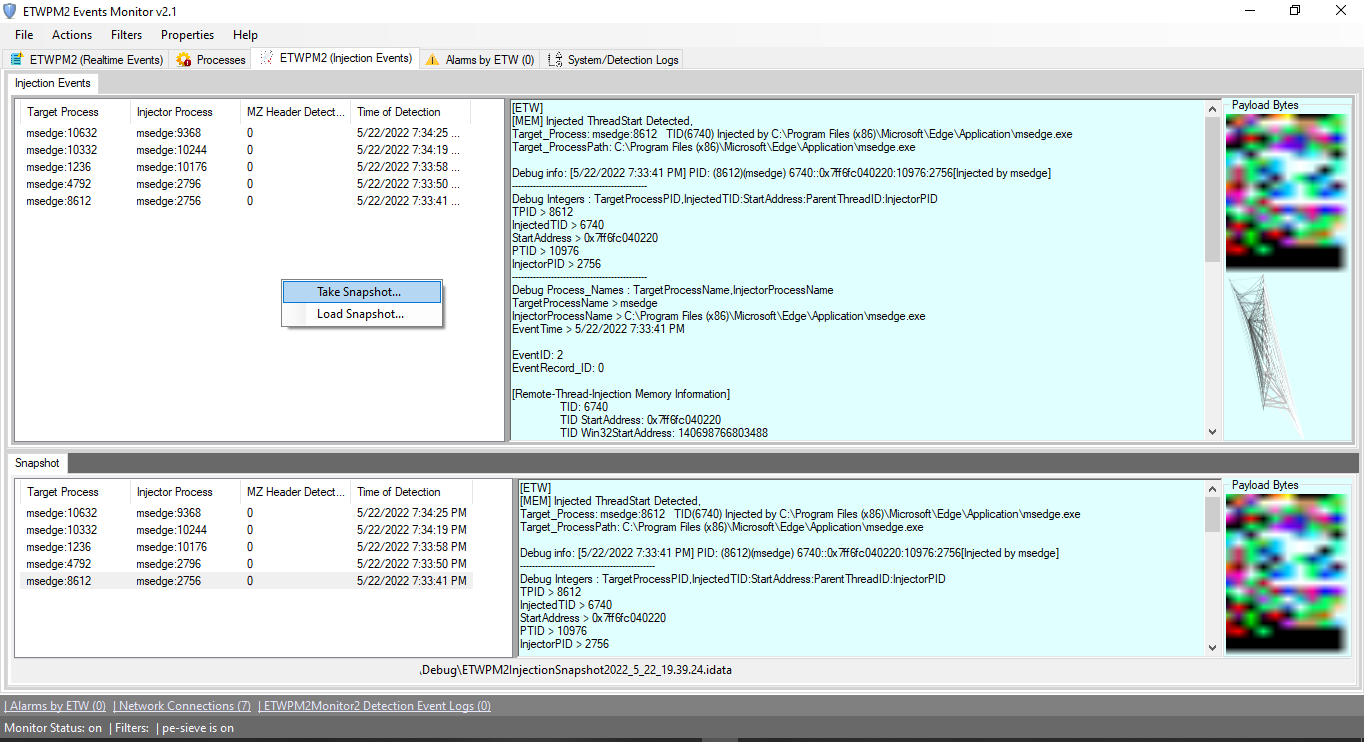 ETWPM2 Events Monitor v2.1
File Actions Filters Properties Help
ETWPM2 (Realtime Events) Processes ETWPM2 (Injection Events) Alarms by ETW (0) System/Detection Logs
Injection Events
Target Process Injector Process MZ Header Detect... Time of Detection
msedge:10632 msedge:9368 0 5/22/2022 7:34:25 ...
msedge:10332 msedge:10244 0 5/22/2022 7:34:19 ...
msedge:1236 msedge:10176 0 5/22/2022 7:33:58 ...
msedge:4792 msedge:2796 0 5/22/2022 7:33:50 ...
msedge:8612 msedge:2756 0 5/22/2022 7:33:41 ...
Take Snapshot...
Load Snapshot...
[ETW]
[MEM] Injected ThreadStart Detected,
Target_Process: msedge:8612 TID(6740) Injected by C:\Program Files (x86)\Microsoft\Edge\Application\msedge.exe
Target_ProcessPath: C:\Program Files (x86)\Microsoft\Edge\Application\msedge.exe
Debug info: [5/22/2022 7:33:41 PM] PID: (8612)(msedge) 6740::0x7ff6fc040220:10976:2756[Injected by msedge]
---------------------------------------------
Debug Integers : TargetProcessPID,InjectedTID:StartAddress:ParentThreadID:InjectorPID
TPID > 8612
InjectedTID > 6740
StartAddress > 0x7ff6fc040220
PTID > 10976
InjectorPID > 2756
---------------------------------------------
Debug Process_Names : TargetProcessName,InjectorProcessName
TargetProcessName > msedge
InjectorProcessName > C:\Program Files (x86)\Microsoft\Edge\Application\msedge.exe
EventTime > 5/22/2022 7:33:41 PM
EventID: 2
EventRecord_ID: 0
[Remote-Thread-Injection Memory Information]
TID: 6740
TID StartAddress: 0x7ff6fc040220
TID Win32StartAddress: 140698766803488
Payload Bytes
Snapshot
Target Process Injector Process MZ Header Detect... Time of Detection
msedge:10632 msedge:9368 0 5/22/2022 7:34:25 PM
msedge:10332 msedge:10244 0 5/22/2022 7:34:19 PM
msedge:1236 msedge:10176 0 5/22/2022 7:33:58 PM
msedge:4792 msedge:2796 0 5/22/2022 7:33:50 PM
msedge:8612 msedge:2756 0 5/22/2022 7:33:41 PM
[ETW]
[MEM] Injected ThreadStart Detected,
Target_Process: msedge:8612 TID(6740) Injected by C:\Program Files (x86)\Microsoft\Edge\Application\msedge.exe
Target_ProcessPath: C:\Program Files (x86)\Microsoft\Edge\Application\msedge.exe
Debug info: [5/22/2022 7:33:41 PM] PID: (8612)(msedge) 6740::0x7ff6fc040220:10976:2756[Injected by msedge]
---------------------------------------------
Debug Integers : TargetProcessPID,InjectedTID:StartAddress:ParentThreadID:InjectorPID
TPID > 8612
InjectedTID > 6740
StartAddress > 0x7ff6fc040220
PTID > 10976
InjectorPID > 2756
Payload Bytes
\Debug\ETWPM2InjectionSnapshot2022_5_22_19.39.24.idata
| Alarms by ETW (0) | Network Connections (7) | ETWPM2Monitor2 Detection Event Logs (0)
Monitor Status: on | Filters: | pe-sieve is on